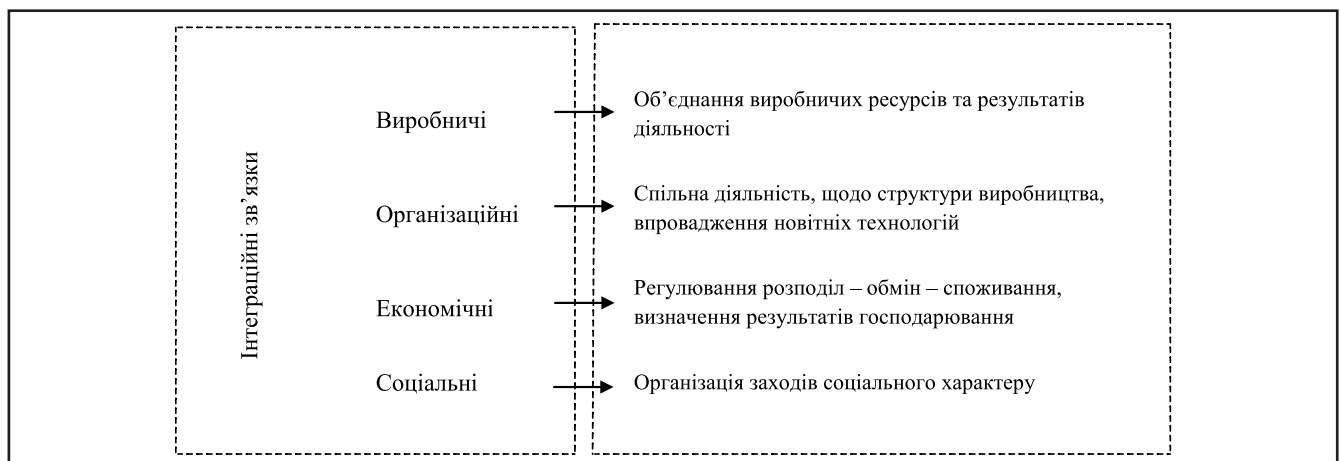 Інтеграційні зв’язки
Виробничі
Об’єднання виробничих ресурсів та результатів
діяльності
Організаційні
Спільна діяльність, щодо структури виробництва,
впровадження новітніх технологій
Економічні
Регулювання розподіл – обмін – споживання,
визначення результатів господарювання
Соціальні
Організація заходів соціального характеру